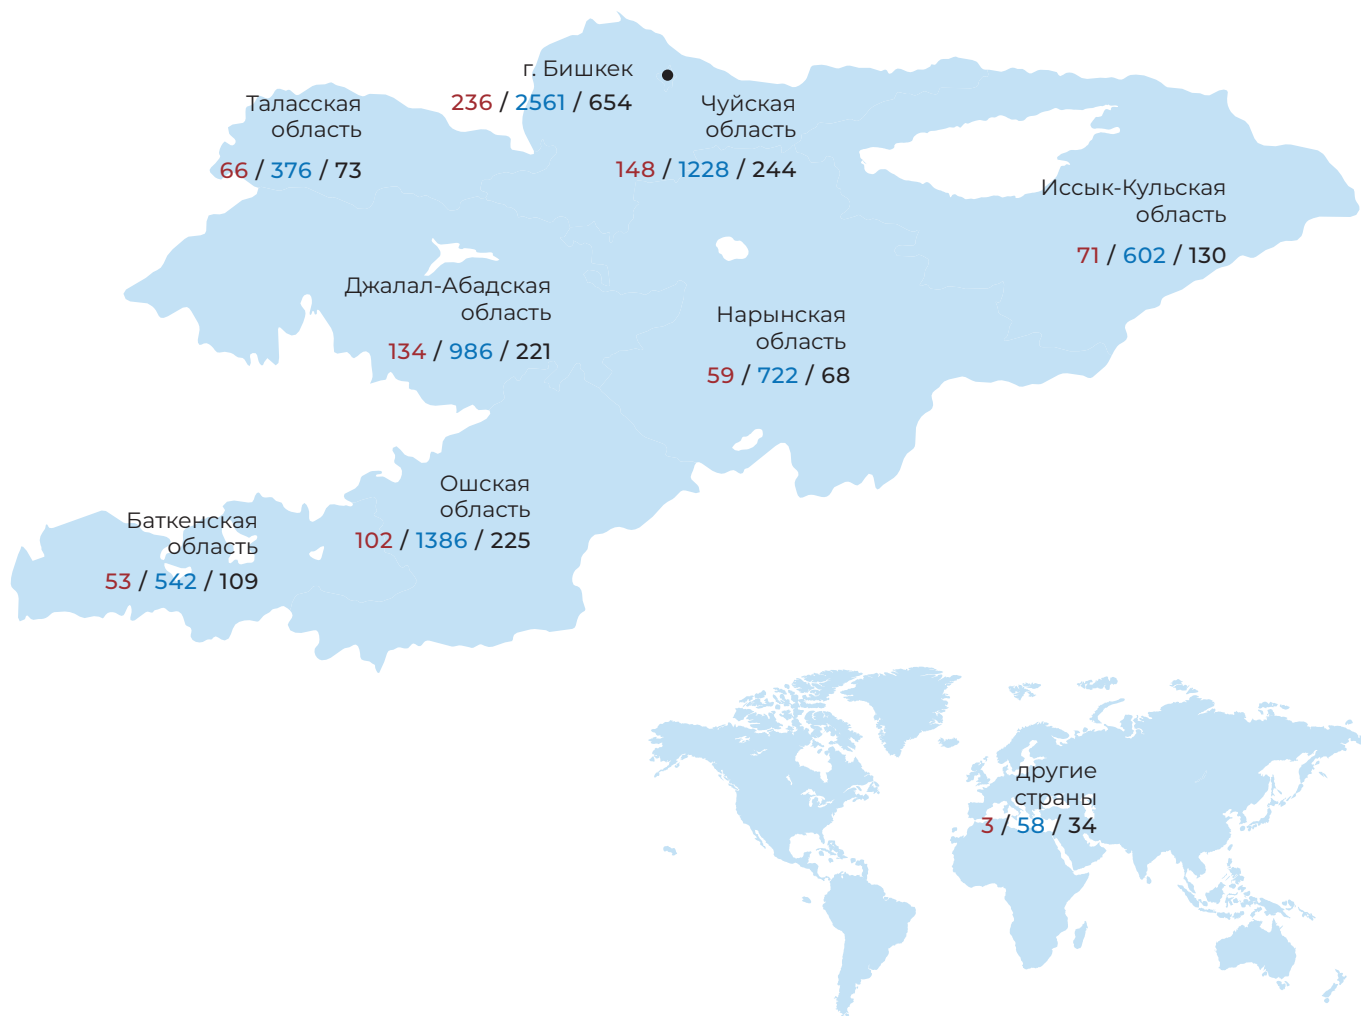 г. Бишкек
236 / 2561 / 654
Таласская
область
66 / 376 / 73
Чуйская
область
148 / 1228 / 244
Иссык-Кульская
область
71 / 602 / 130
Джалал-Абадская
область
134 / 986 / 221
Нарынская
область
59 / 722 / 68
Ошская
область
102 / 1386 / 225
Баткенская
область
53 / 542 / 109
другие
страны
3 / 58 / 34